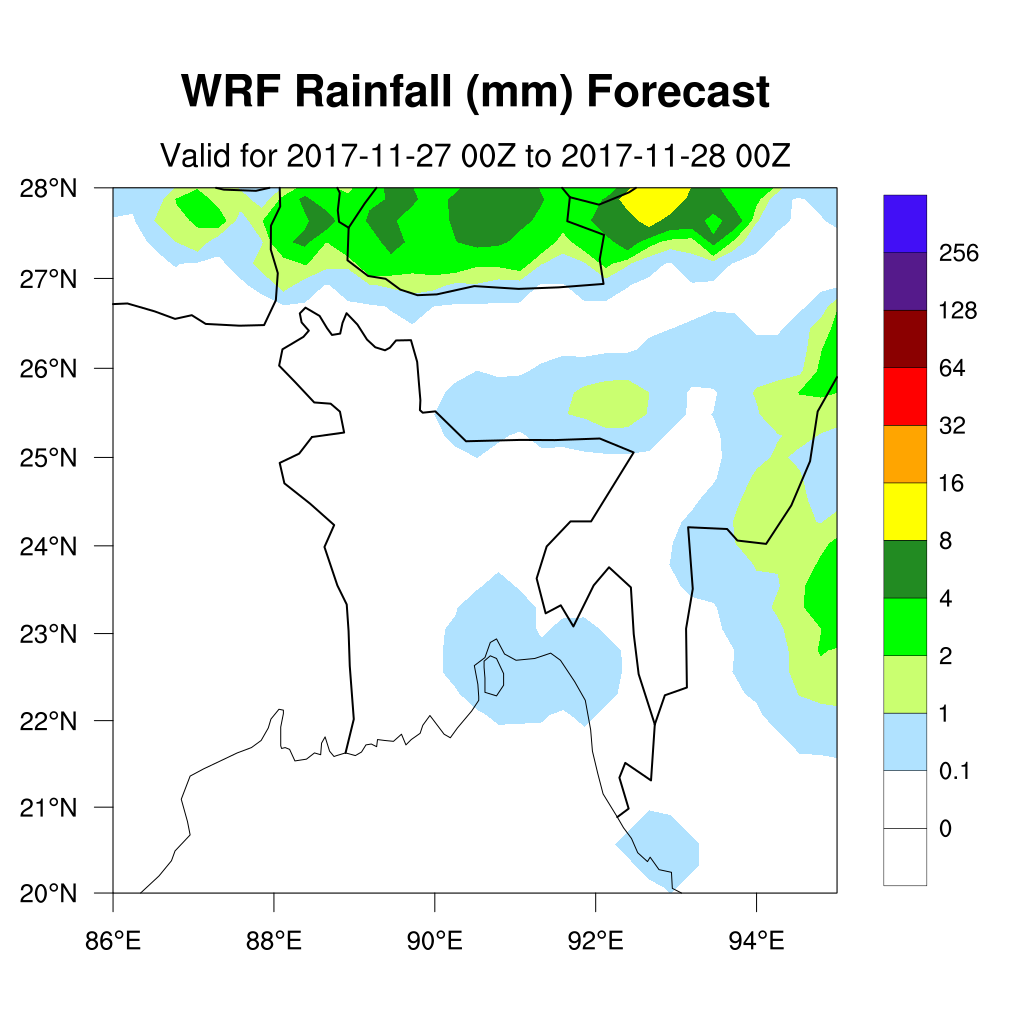 WRF Rainfall (mm) Forecast
Valid for 2017-11-27 00Z to 2017-11-28 00Z
28°N
27°N
26°N
25°N
24°N
23°N
22°N
21°N
20°N
86°E 88°E 90°E 92°E 94°E
256
128
64
32
16
8
4
2
1
0.1
0